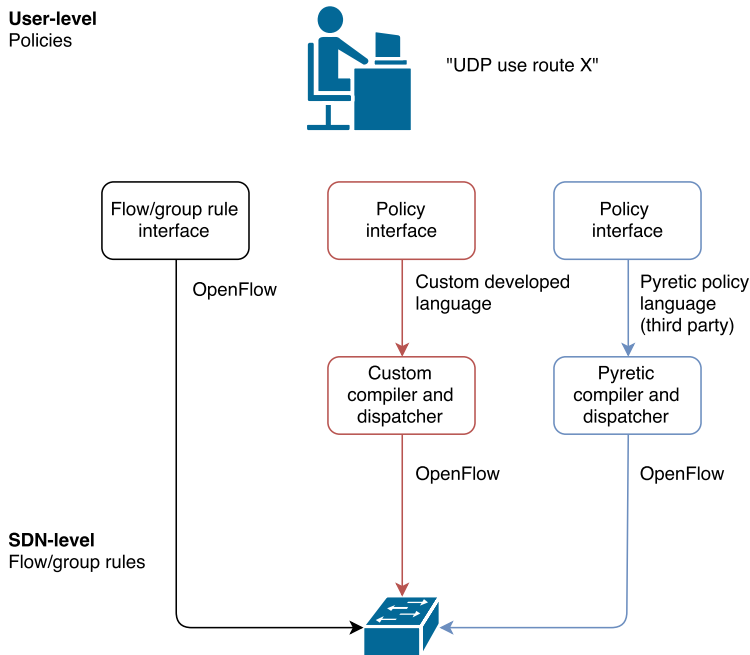 User-level
Policies
"UDP use route X"
Flow/group rule
interface
Policy
interface
Policy
interface
OpenFlow
Custom developed
language
Pyretic policy
language
(third party)
Custom
compiler and
dispatcher
Pyretic
compiler and
dispatcher
OpenFlow
OpenFlow
SDN-level
Flow/group rules